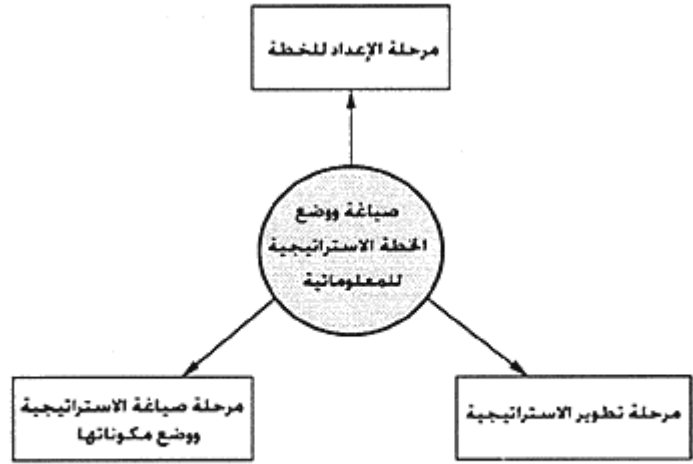 مرحلة الإعداد للخطة
صياغة ووضع
الخطة الاستراتيجية
للمعلوماتية
مرحلة تطوير الاستراتيجية
مرحلة صياغة الاستراتيجية
ووضع مكوناتها